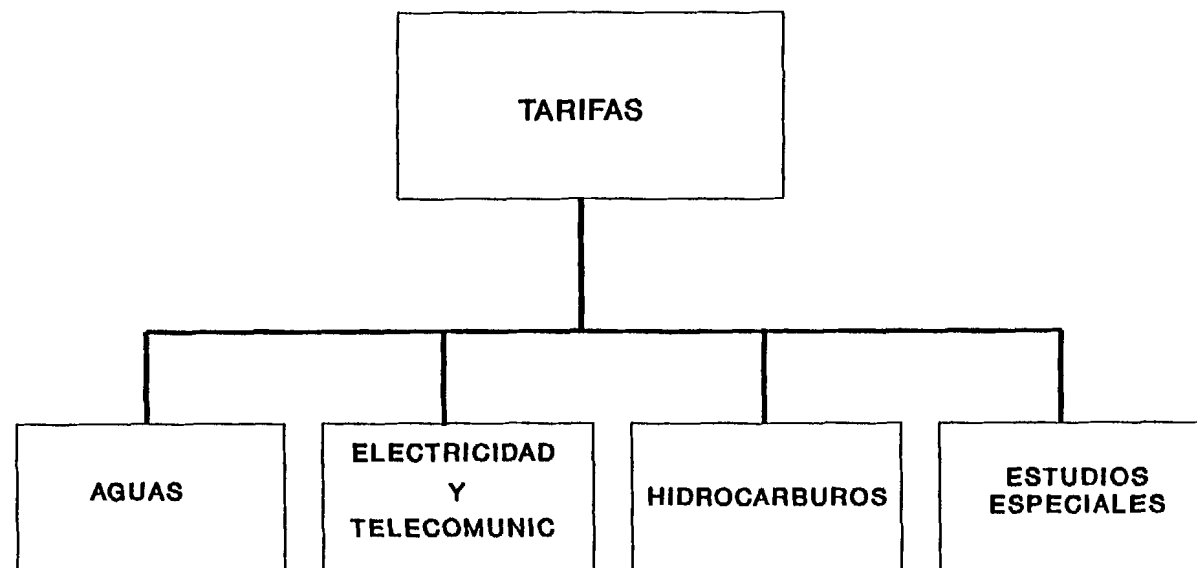 TARIFAS
AGUAS
ELECTRICIDAD
Y
TELECOMUNIC
HIDROCARBUROS
ESTUDIOS
ESPECIALES